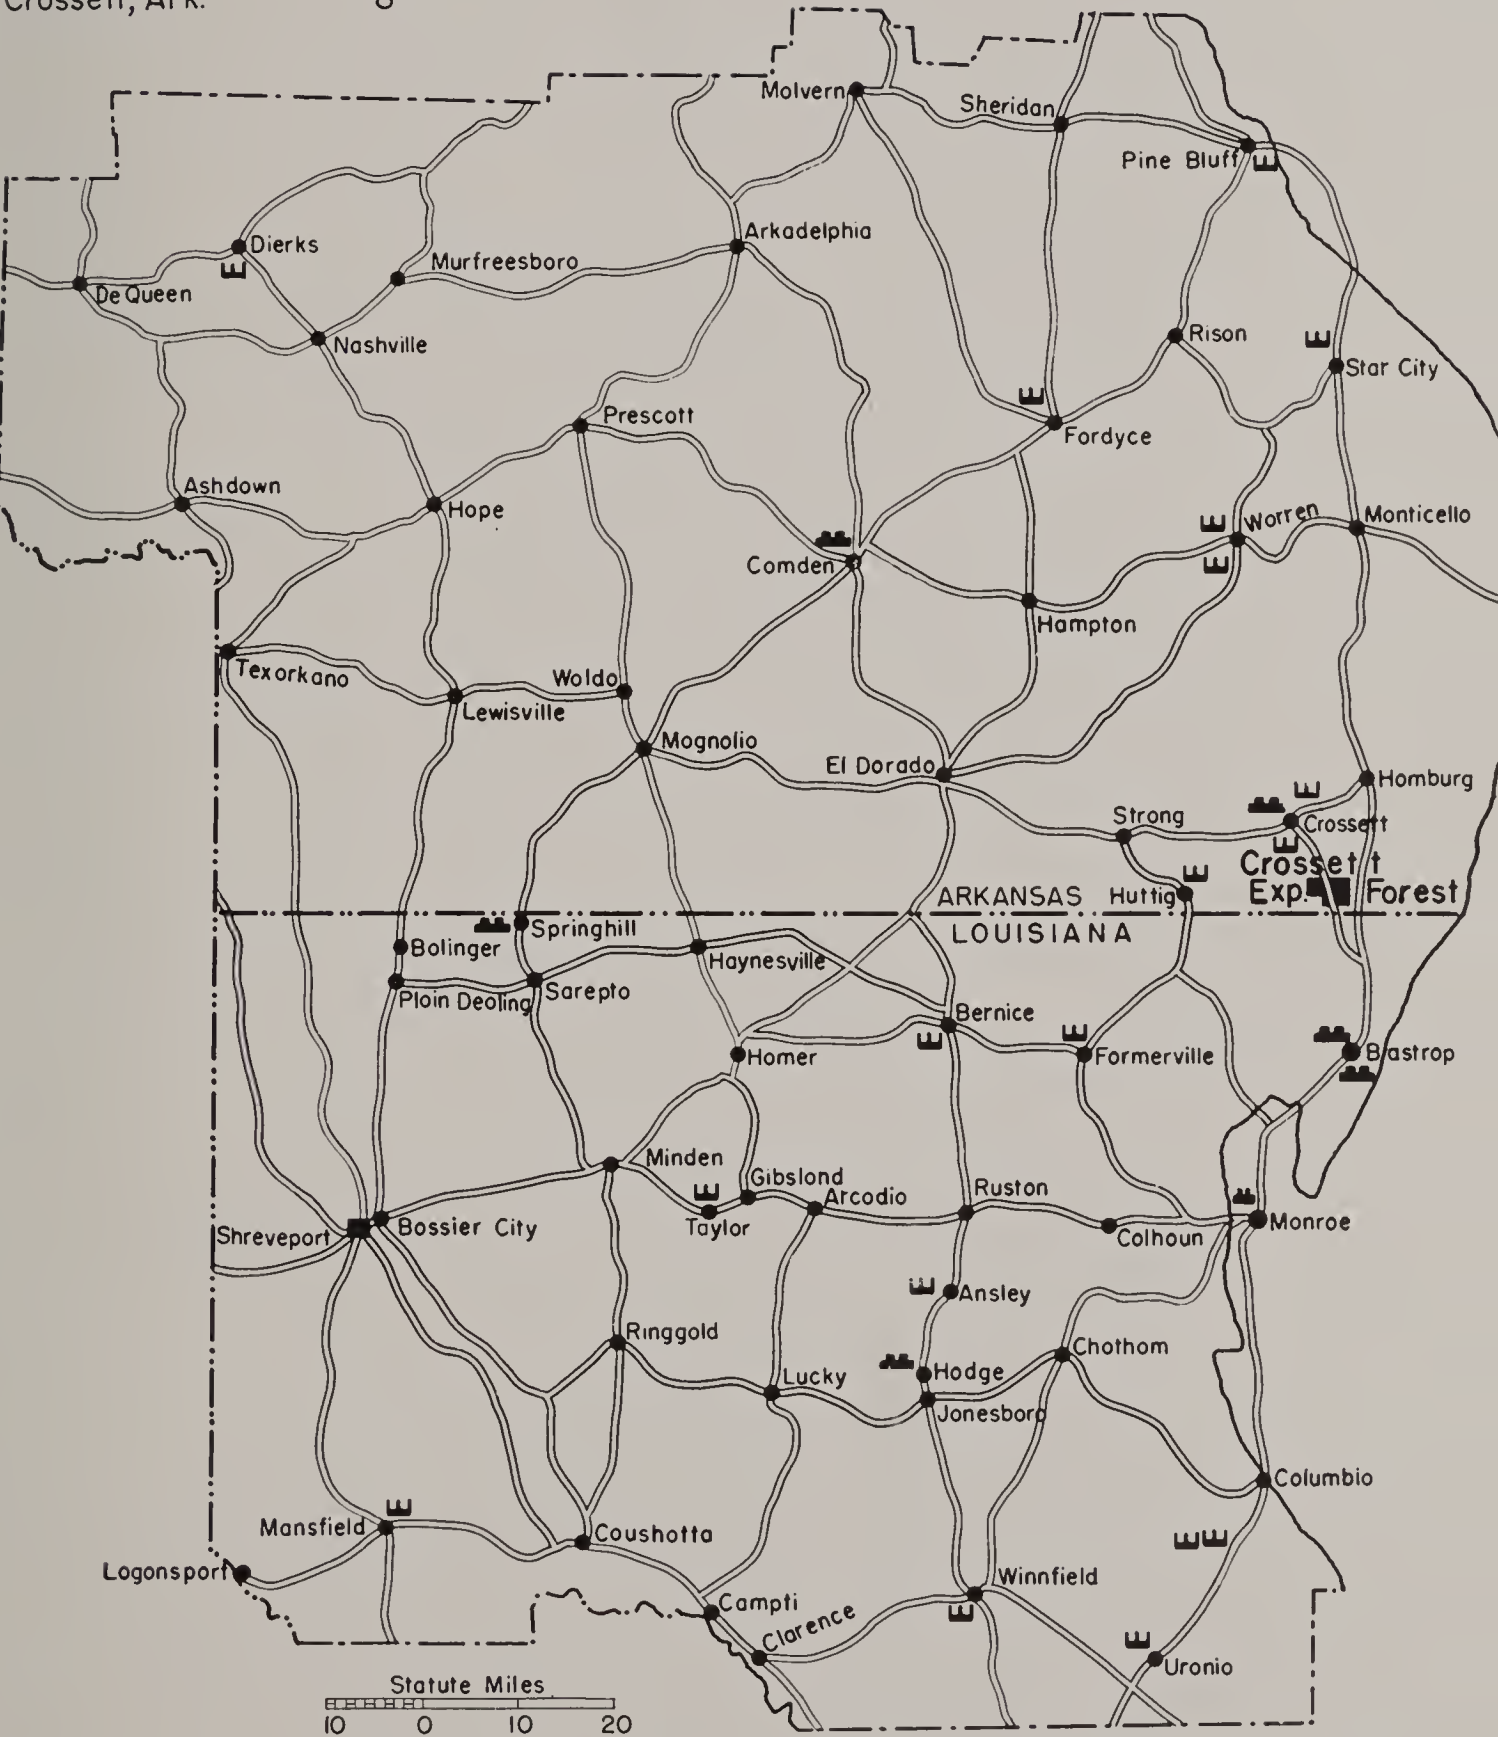 Crossett, Ark. 8
Molvern
Sheridan
Pine Bluff
Dierks
Arkadelphia
Murfreesboro
De Queen
Nashville
Rison
Star City
Prescott
Fordyce
Ashdown
Hope
Worren
Monticello
Comden
Hampton
Texorkono
Woldo
Lewisville
Mognolio
El Dorado
Homburg
Strong
Crossett
Crossett
Exp. Forest
Huttig
ARKANSAS
LOUISIANA
Springhill
Bolinger
Haynesville
Ploin Deoling
Sarepto
Bernice
Homer
Formerville
Bastrop
Minden
Gibslond
Arcodio
Ruston
Taylor
Shreveport
Bossier City
Colhoun
Monroe
Ansley
Ringgold
Chothom
Lucky
Hodge
Jonesboro
Columbio
Mansfield
Coushotta
Logonsport
Winnfield
Campti
Clarence
Uronio
Statute Miles
10 0 10 20